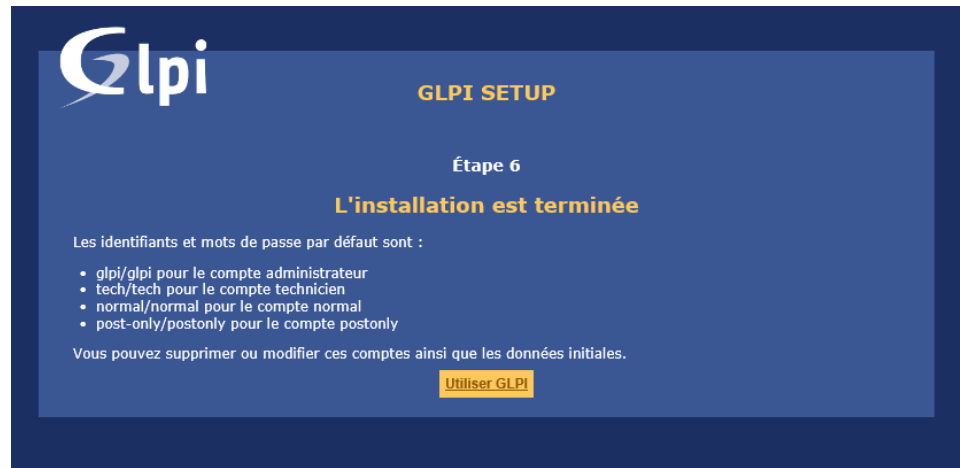 Glpi
GLPI SETUP
Étape 6
L'installation est terminée
Les identifiants et mots de passe par défaut sont :
• glpi/glpi pour le compte administrateur
• tech/tech pour le compte technicien
• normal/normal pour le compte normal
• post-only/postonly pour le compte postonly
Vous pouvez supprimer ou modifier ces comptes ainsi que les données initiales.
Utiliser GLPI